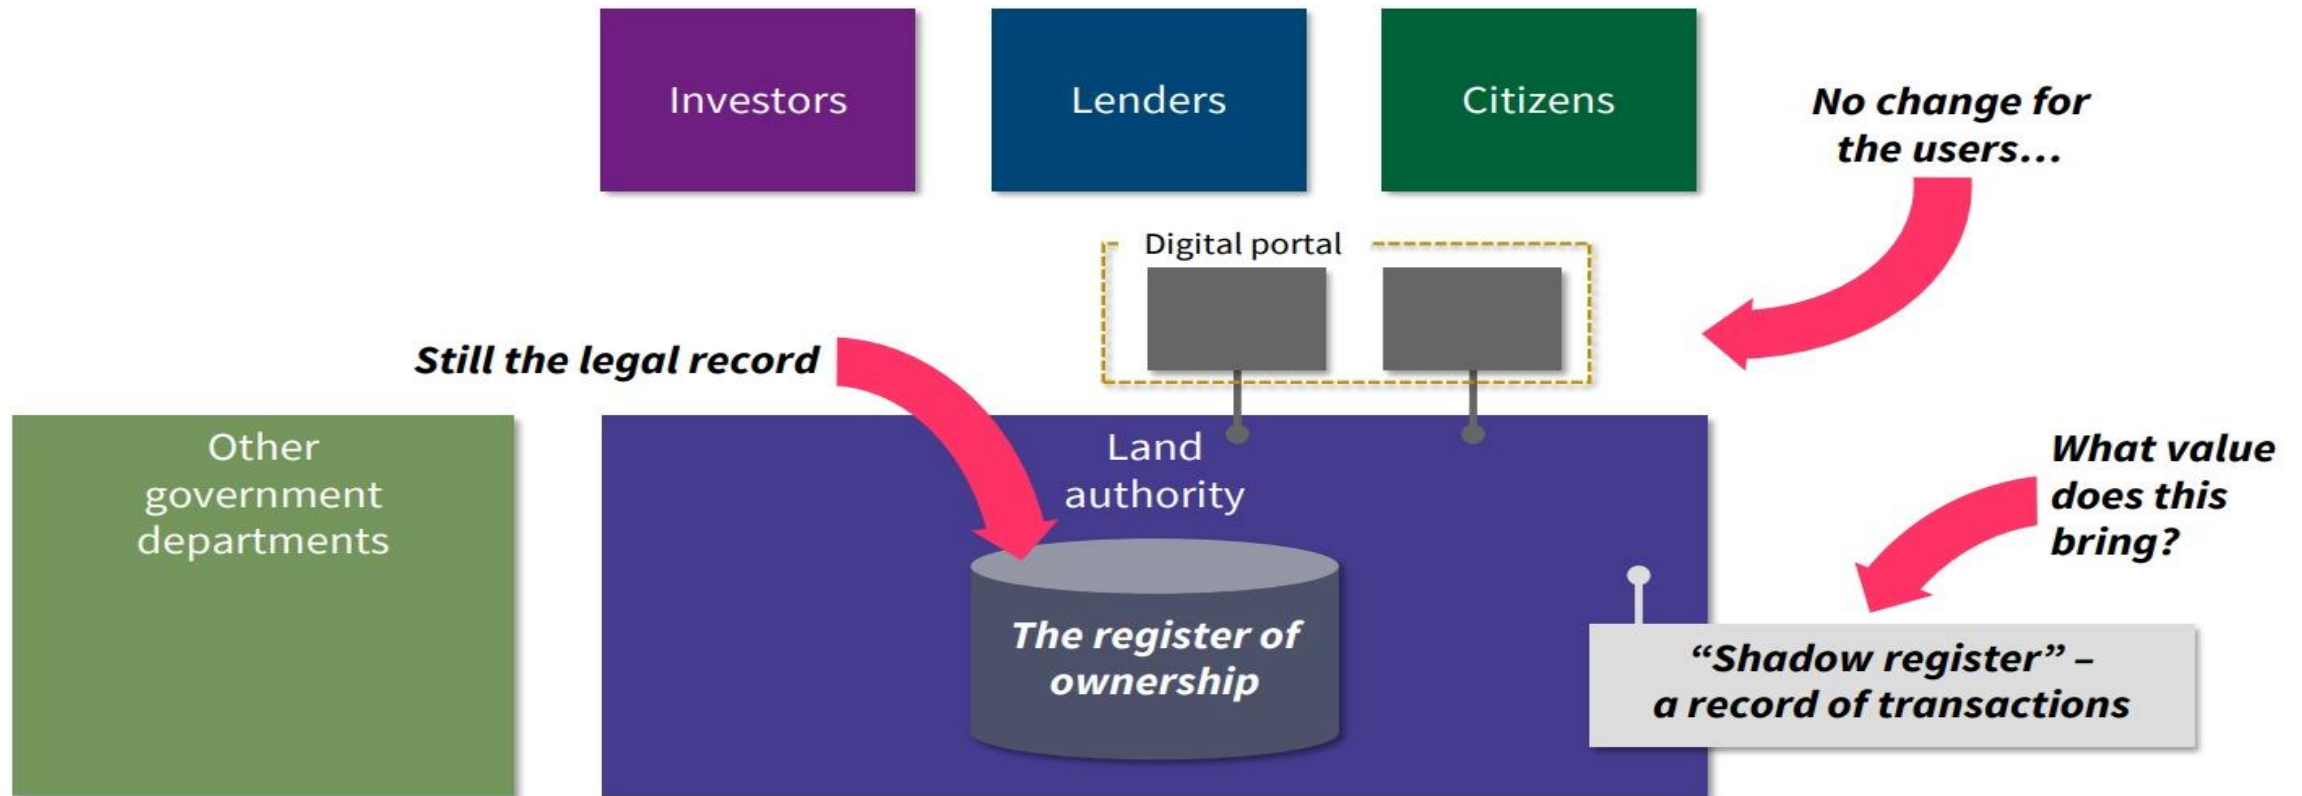 Investors
Lenders
Citizens
No change for
the users...
Digital portal
Still the legal record
Other
government
departments
Land
authority
What value
does this
bring?
The register of
ownership
“Shadow register” –
a record of transactions